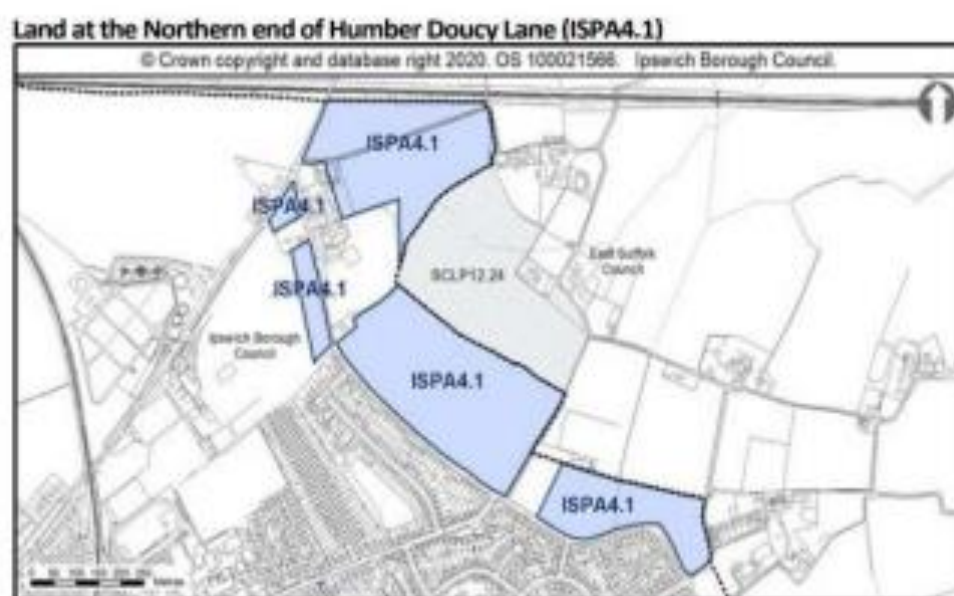 Land at the Northern end of Humber Doucy Lane (ISPA4.1)
© Crown copyright and database right 2020. OS 100021566. Ipswich Borough Council.
ISPA4.1
ISPA4.1
East Suffolk
Council
SCLP12.24
ISPA4.1
Ipswich Borough
Council
ISPA4.1
ISPA4.1
Metres